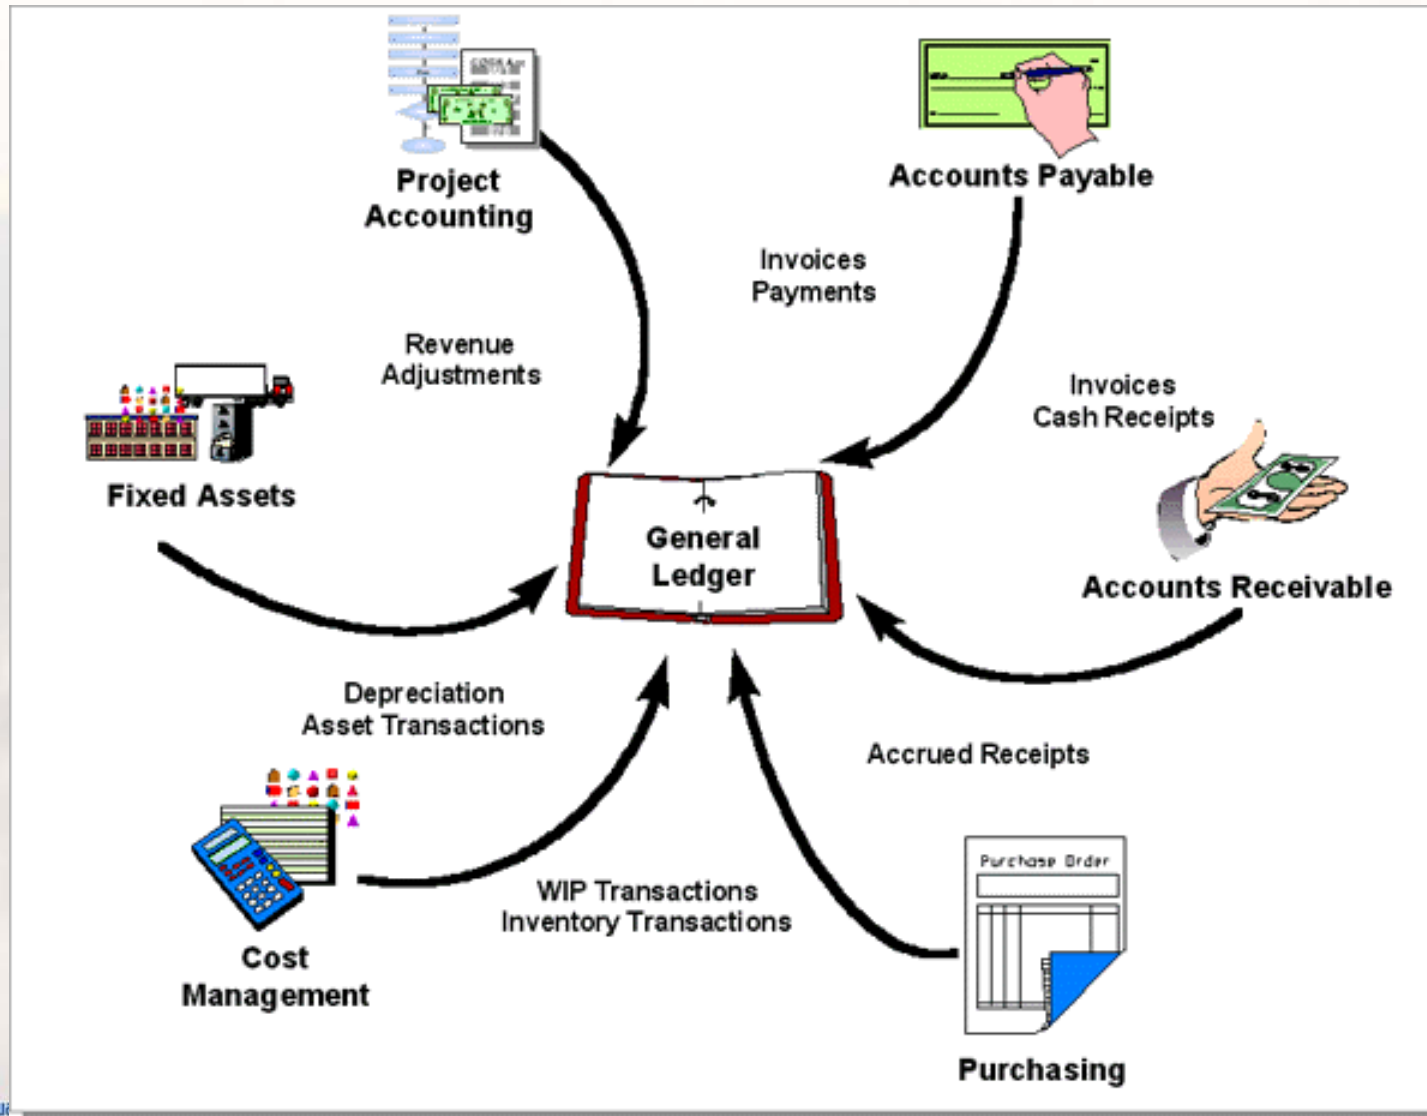 Project
Accounting
Accounts Payable
Invoices
Payments
Revenue
Adjustments
Invoices
Cash Receipts
Fixed Assets
General
Ledger
Accounts Receivable
Depreciation
Asset Transactions
Accrued Receipts
WIP Transactions
Inventory Transactions
Purchase Order
Cost
Management
Purchasing